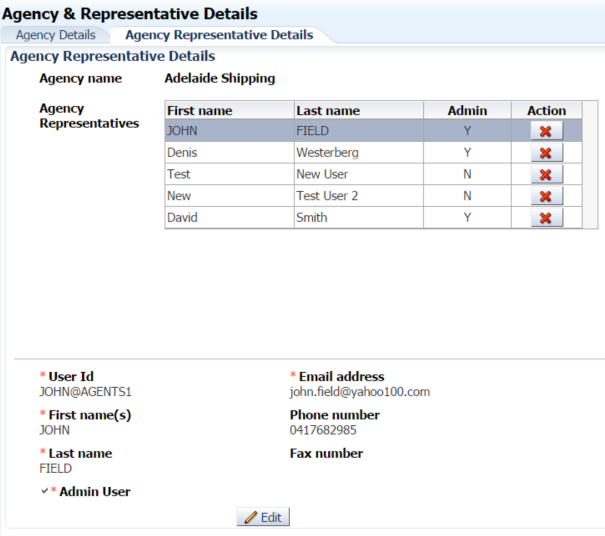 Agency & Representative Details
Agency Details Agency Representative Details
Agency Representative Details
Agency name Adelaide Shipping
Agency
Representatives
First name Last name Admin Action
JOHN FIELD Y
Denis Westerberg Y
Test New User N
New Test User 2 N
David Smith Y
* User Id * Email address
JOHN@AGENTS1 john.field@yahoo100.com
* First name(s) Phone number
JOHN 0417682985
* Last name Fax number
FIELD
* Admin User
Edit